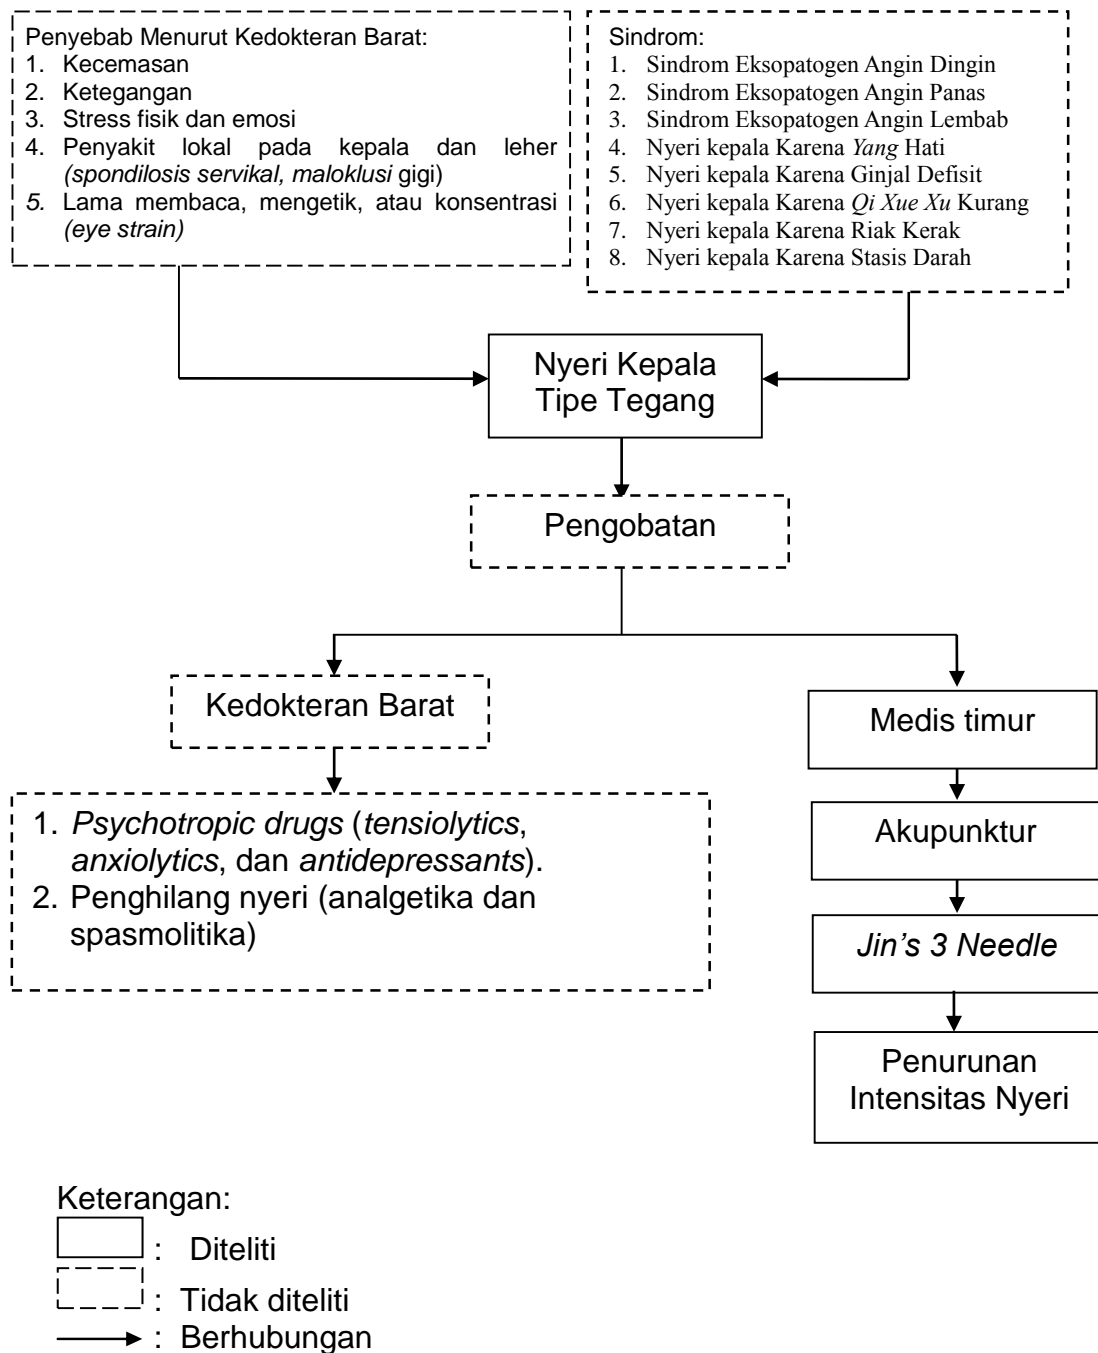 Penyebab Menurut Kedokteran Barat:
1. Kecemasan
2. Ketegangan
3. Stress fisik dan emosi
4. Penyakit lokal pada kepala dan leher
(spondilosis servikal, maloklusi gigi)
5. Lama membaca, mengetik, atau konsentrasi
(eye strain)
Sindrom:
1. Sindrom Eksopatogen Angin Dingin
2. Sindrom Eksopatogen Angin Panas
3. Sindrom Eksopatogen Angin Lembab
4. Nyeri kepala Karena Yang Hati
5. Nyeri kepala Karena Ginjal Defisit
6. Nyeri kepala Karena Qi Xue Xu Kurang
7. Nyeri kepala Karena Riak Kerak
8. Nyeri kepala Karena Stasis Darah
Nyeri Kepala
Tipe Tegang
Pengobatan
Kedokteran Barat
Medis timur
1. Psychotropic drugs (tensiolytics,
anxiolytics, dan antidepressants).
2. Penghilang nyeri (analgetika dan
spasmolitika)
Akupunktur
Jin’s 3 Needle
Penurunan
Intensitas Nyeri
Keterangan:
: Diteliti
: Tidak diteliti
: Berhubungan